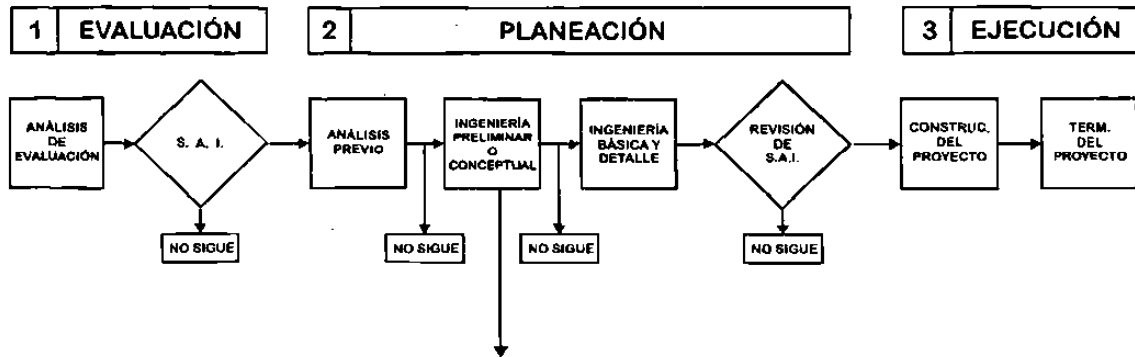 1 EVALUACIÓN
2 PLANEACIÓN
3 EJECUCIÓN
ANÁLISIS
DE
EVALUACIÓN
S. A. I.
NO SIGUE
ANÁLISIS
PREVIO
NO SIGUE
INGENIERÍA
PRELIMINAR
O
CONCEPTUAL
NO SIGUE
INGENIERÍA
BÁSICA Y
DETALLE
REVISIÓN
DE
S.A.I.
NO SIGUE
CONSTRUC.
DEL
PROYECTO
TERM.
DEL
PROYECTO